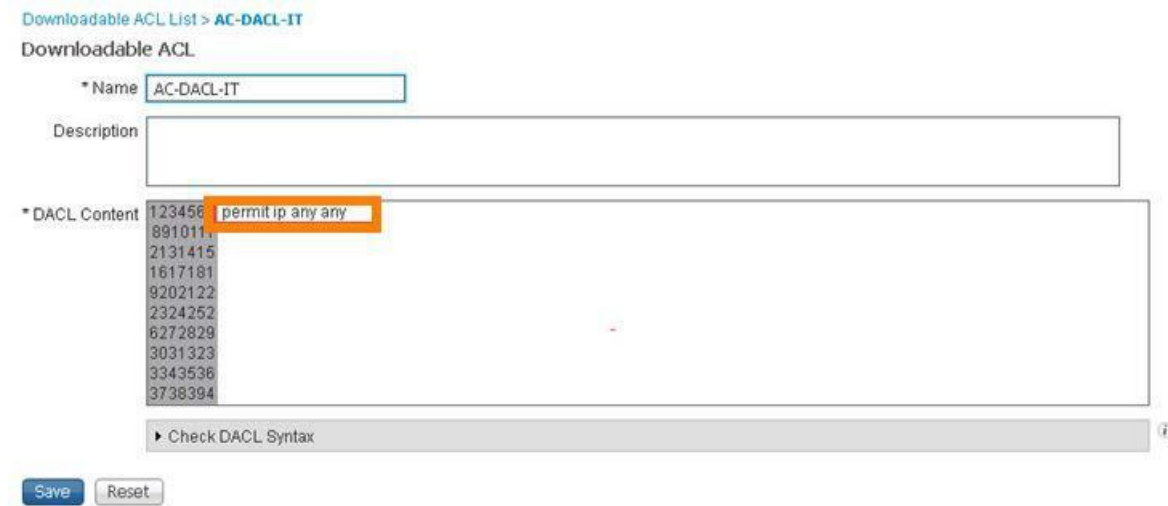 Downloadable ACL List > AC-DACL-IT
Downloadable ACL
* Name AC-DACL-IT
Description
* DACL Content 123456 permit ip any any
8910111
2131415
1617181
9202122
2324252
6272829
3031323
3343536
3738394
Check DACL Syntax
Save Reset